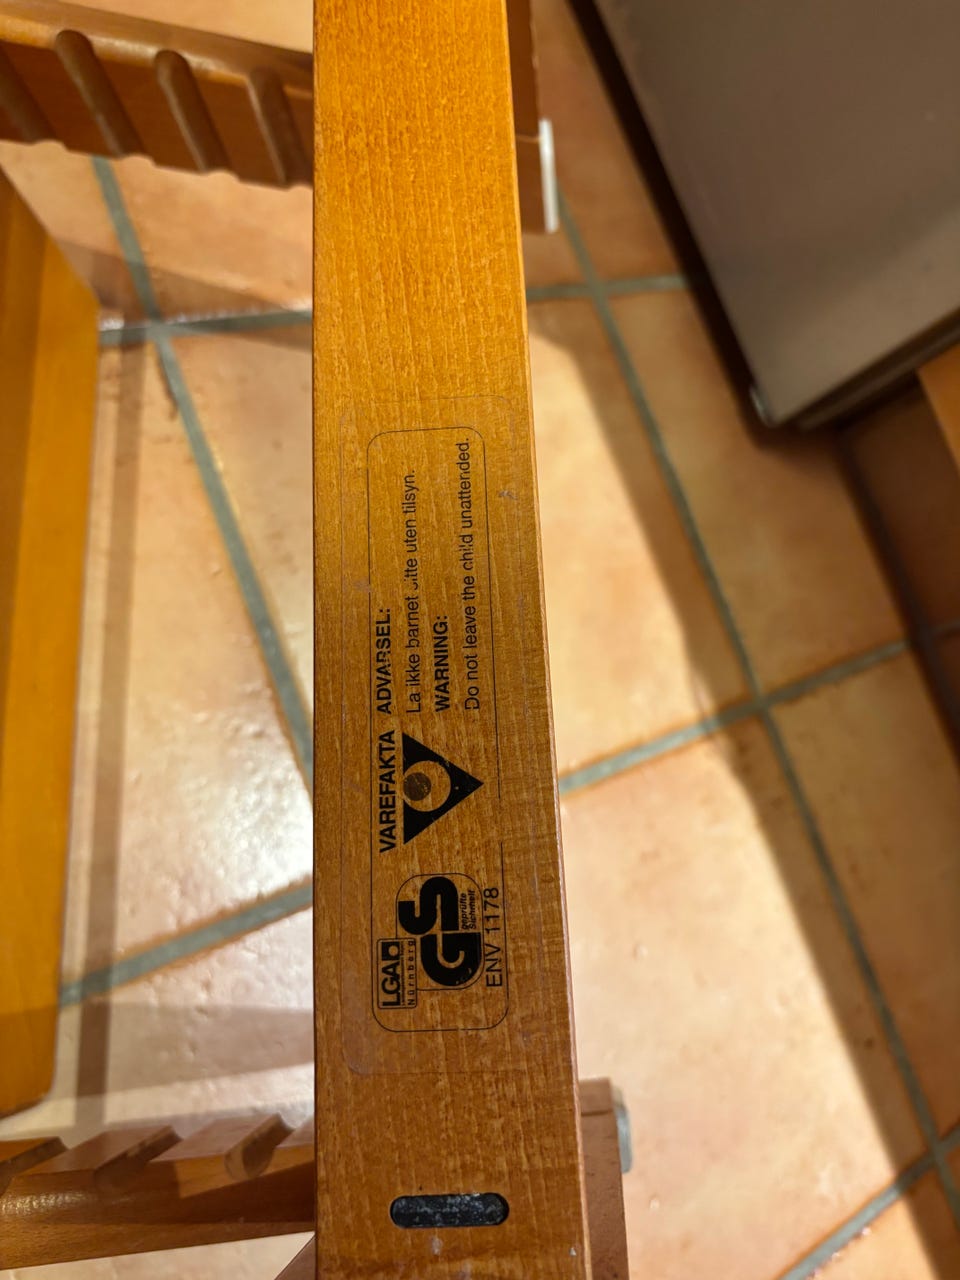 LGA
Nürnberg
GS
geprüfte
Sicherheit
ENV 1178
VAREFAKTA
ADVARSEL:
La ikke barnet sitte uten tilsyn.
WARNING:
Do not leave the child unattended.